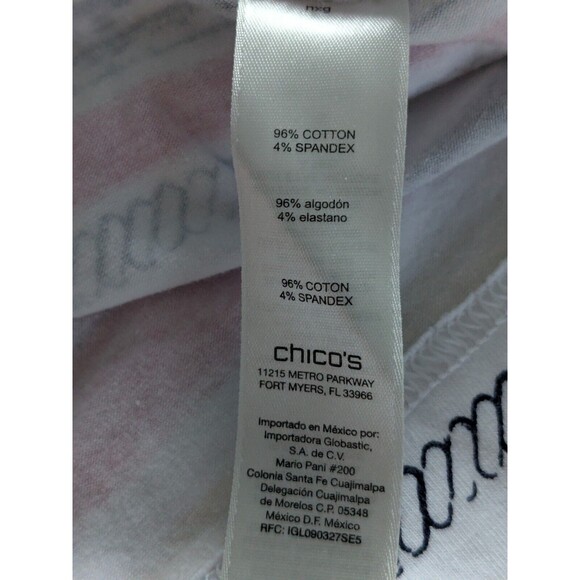 96% COTTON
4% SPANDEX
96% algodón
4% elastano
96% COTON
4% SPANDEX
chico's
11215 METRO PARKWAY
FORT MYERS, FL 33966
Importado en México por:
Importadora Globastic,
S.A. de C.V.
Mario Pani #200
Colonia Santa Fe Cuajimalpa
Delegación Cuajimalpa
de Morelos C.P. 05348
México D.F. México
RFC: IGL090327SE5